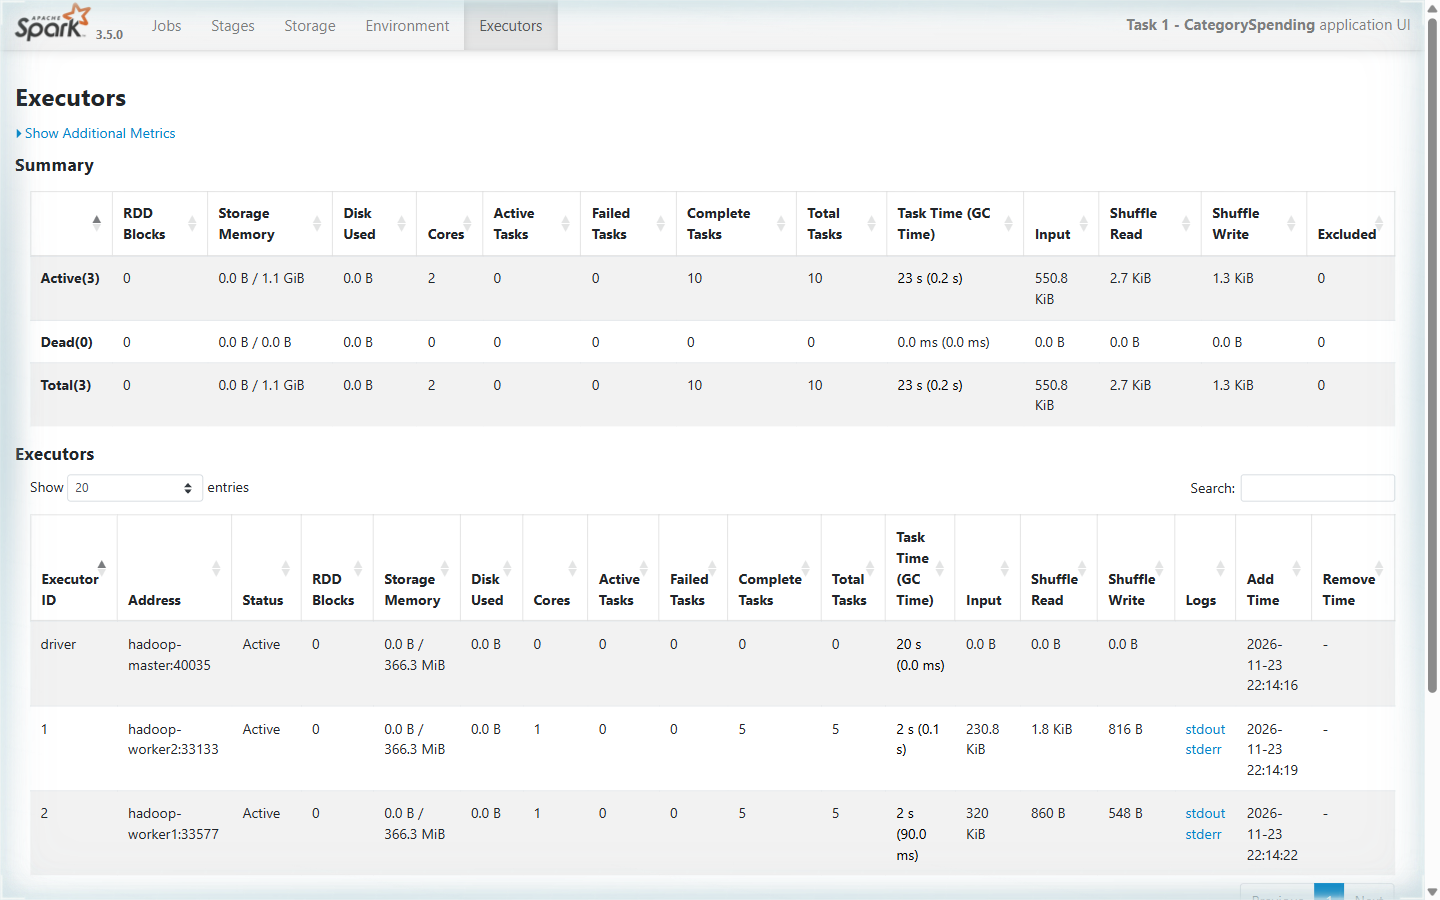 APACHE
Spark 3.5.0 Jobs Stages Storage Environment Executors Task 1 - CategorySpending application UI
Executors
Show Additional Metrics
Summary
RDD Blocks Storage Memory Disk Used Cores Active Tasks Failed Tasks Complete Tasks Total Tasks Task Time (GC Time) Input Shuffle Read Shuffle Write Excluded
Active(3) 0 0.0 B / 1.1 GiB 0.0 B 2 0 0 10 10 23 s (0.2 s) 550.8 KiB 2.7 KiB 1.3 KiB 0
Dead(0) 0 0.0 B / 0.0 B 0.0 B 0 0 0 0 0 0.0 ms (0.0 ms) 0.0 B 0.0 B 0.0 B 0
Total(3) 0 0.0 B / 1.1 GiB 0.0 B 2 0 0 10 10 23 s (0.2 s) 550.8 KiB 2.7 KiB 1.3 KiB 0
Executors
Show 20 entries Search:
Executor ID Address Status RDD Blocks Storage Memory Disk Used Cores Active Tasks Failed Tasks Complete Tasks Total Tasks Task Time (GC Time) Input Shuffle Read Shuffle Write Logs Add Time Remove Time
driver hadoop-master:40035 Active 0 0.0 B / 366.3 MiB 0.0 B 0 0 0 0 0 20 s (0.0 ms) 0.0 B 0.0 B 0.0 B 2026-11-23 22:14:16 -
1 hadoop-worker2:33133 Active 0 0.0 B / 366.3 MiB 0.0 B 1 0 0 5 5 2 s (0.1 s) 230.8 KiB 1.8 KiB 816 B stdout stderr 2026-11-23 22:14:19 -
2 hadoop-worker1:33577 Active 0 0.0 B / 366.3 MiB 0.0 B 1 0 0 5 5 2 s (90.0 ms) 320 KiB 860 B 548 B stdout stderr 2026-11-23 22:14:22 -